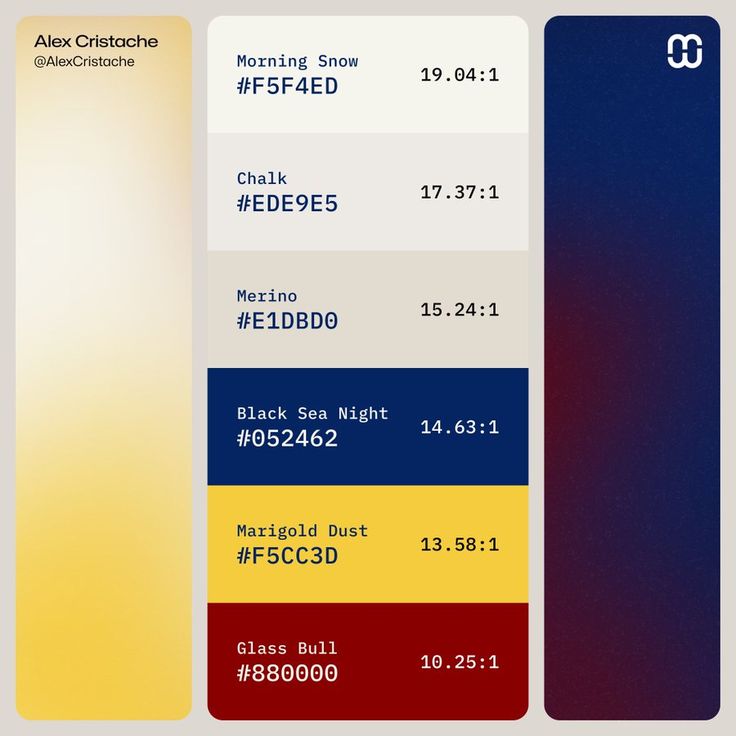 Alex Cristache
@AlexCristache
Morning Snow
#F5F4ED
19.04:1
Chalk
#EDE9E5
17.37:1
Merino
#E1DBD0
15.24:1
Black Sea Night
#052462
14.63:1
Marigold Dust
#F5CC3D
13.58:1
Glass Bull
#880000
10.25:1